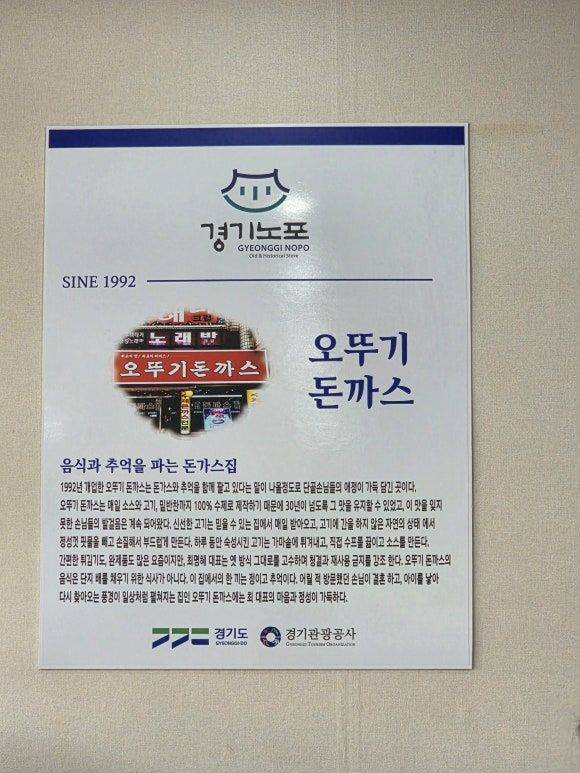 경기노포
GYEONGGI NOPO
Old & Historical Store
SINE 1992
노래방
오뚜기돈까스
오뚜기
돈까스
음식과 추억을 파는 돈가스집
1992년 개업한 오뚜기 돈까스는 돈가스와 추억을 함께 팔고 있다는 말이 나올정도로 단골손님들의 애정이 가득 담긴 곳이다.
오뚜기 돈까스는 매일 소스와 고기, 밑반찬까지 100% 수제로 제작하기 때문에 30년이 넘도록 그 맛을 유지할 수 있었고, 이 맛을 잊지
못한 손님들의 발걸음은 계속 되어왔다. 신선한 고기는 믿을 수 있는 집에서 매일 받아오고, 고기에 간을 하지 않은 자연의 상태 에서
정성껏 핏물을 빼고 손질해서 부드럽게 만든다. 하루 동안 숙성시킨 고기는 가마솥에 튀겨내고, 직접 수프를 끓이고 소스를 만든다.
간편한 튀김기도, 완제품도 많은 요즘이지만, 최명혜 대표는 옛 방식 그대로를 고수하며 청결과 재사용 금지를 강조 한다. 오뚜기 돈까스의
음식은 단지 배를 채우기 위한 식사가 아니다. 이 집에서의 한 끼는 정이고 추억이다. 어릴 적 방문했던 손님이 결혼 하고, 아이를 낳아
다시 찾아오는 풍경이 일상처럼 펼쳐지는 집인 오뚜기 돈까스에는 최 대표의 마음과 정성이 가득하다.
경기도
GYEONGGI-DO
경기관광공사
GYEONGGI TOURISM ORGANIZATION